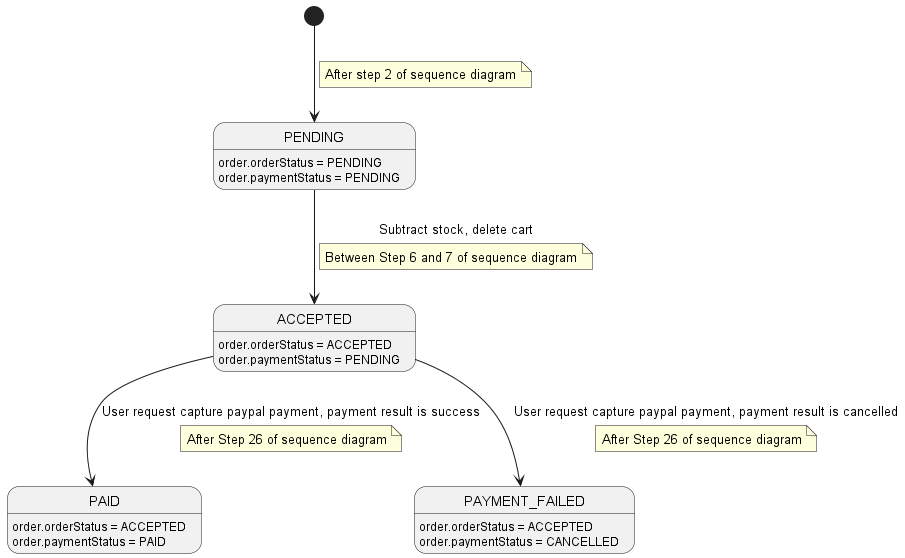 After step 2 of sequence diagram
PENDING
order.orderStatus = PENDING
order.paymentStatus = PENDING
Subtract stock, delete cart
Between Step 6 and 7 of sequence diagram
ACCEPTED
order.orderStatus = ACCEPTED
order.paymentStatus = PENDING
User request capture paypal payment, payment result is success
After Step 26 of sequence diagram
User request capture paypal payment, payment result is cancelled
After Step 26 of sequence diagram
PAID
order.orderStatus = ACCEPTED
order.paymentStatus = PAID
PAYMENT_FAILED
order.orderStatus = ACCEPTED
order.paymentStatus = CANCELLED